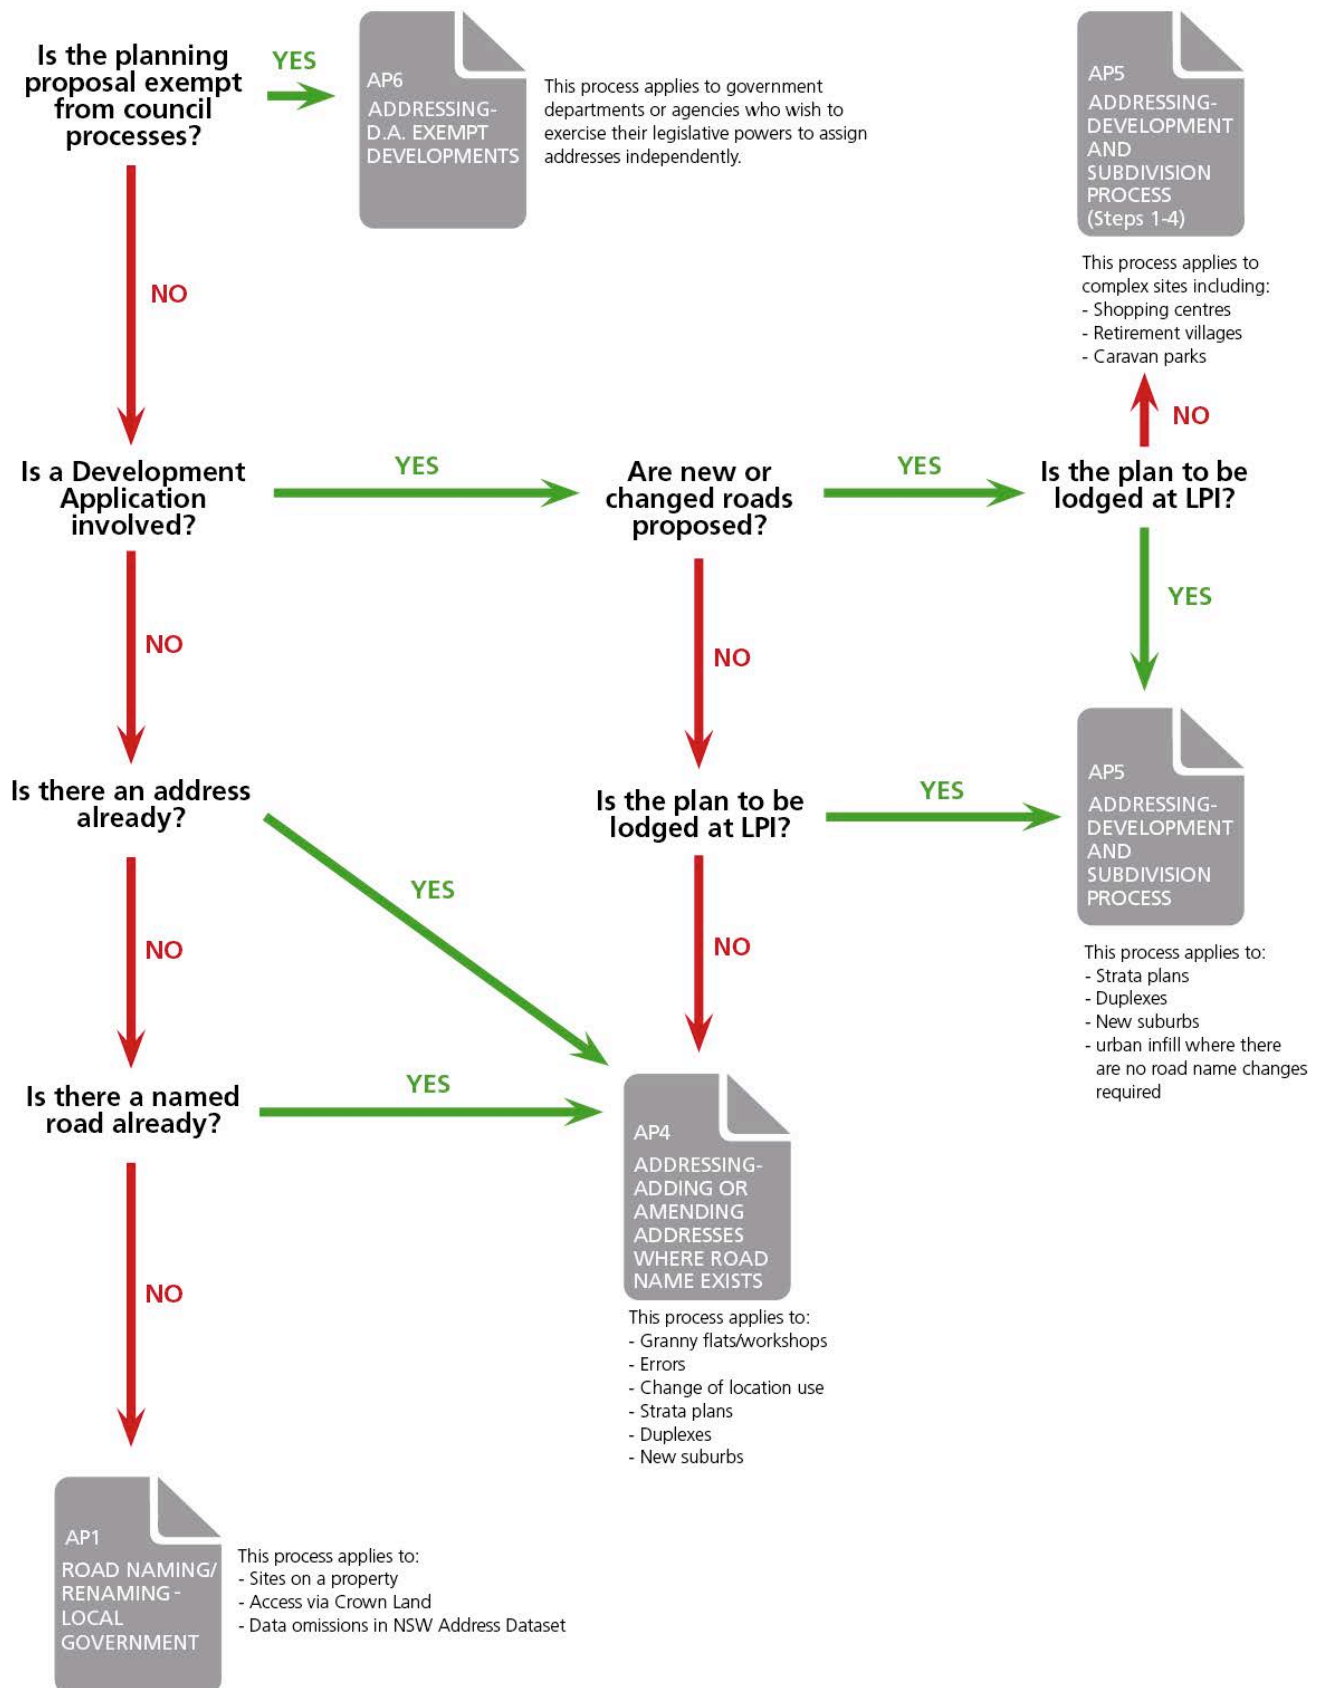 Is the planning
proposal exempt
from council
processes?
YES
AP6
ADDRESSING-
D.A. EXEMPT
DEVELOPMENTS
This process applies to government
departments or agencies who wish to
exercise their legislative powers to assign
addresses independently.
AP5
ADDRESSING-
DEVELOPMENT
AND
SUBDIVISION
PROCESS
(Steps 1-4)
This process applies to
complex sites including:
- Shopping centres
- Retirement villages
- Caravan parks
NO
NO
Is a Development
Application
involved?
YES
Are new or
changed roads
proposed?
YES
Is the plan to be
lodged at LPI?
YES
NO
NO
Is there an address
already?
YES
Is the plan to be
lodged at LPI?
YES
AP5
ADDRESSING-
DEVELOPMENT
AND
SUBDIVISION
PROCESS
This process applies to:
- Strata plans
- Duplexes
- New suburbs
- urban infill where there
are no road name changes
required
NO
NO
Is there a named
road already?
YES
AP4
ADDRESSING-
ADDING OR
AMENDING
ADDRESSES
WHERE ROAD
NAME EXISTS
This process applies to:
- Granny flats/workshops
- Errors
- Change of location use
- Strata plans
- Duplexes
- New suburbs
NO
AP1
ROAD NAMING/
RENAMING-
LOCAL
GOVERNMENT
This process applies to:
- Sites on a property
- Access via Crown Land
- Data omissions in NSW Address Dataset